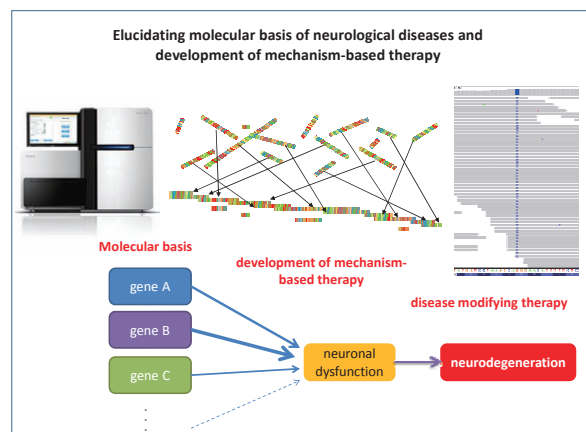 Elucidating molecular basis of neurological diseases and
development of mechanism-based therapy
Molecular basis
development of mechanism-
based therapy
disease modifying therapy
gene A
gene B
gene C
neuronal
dysfunction
neurodegeneration